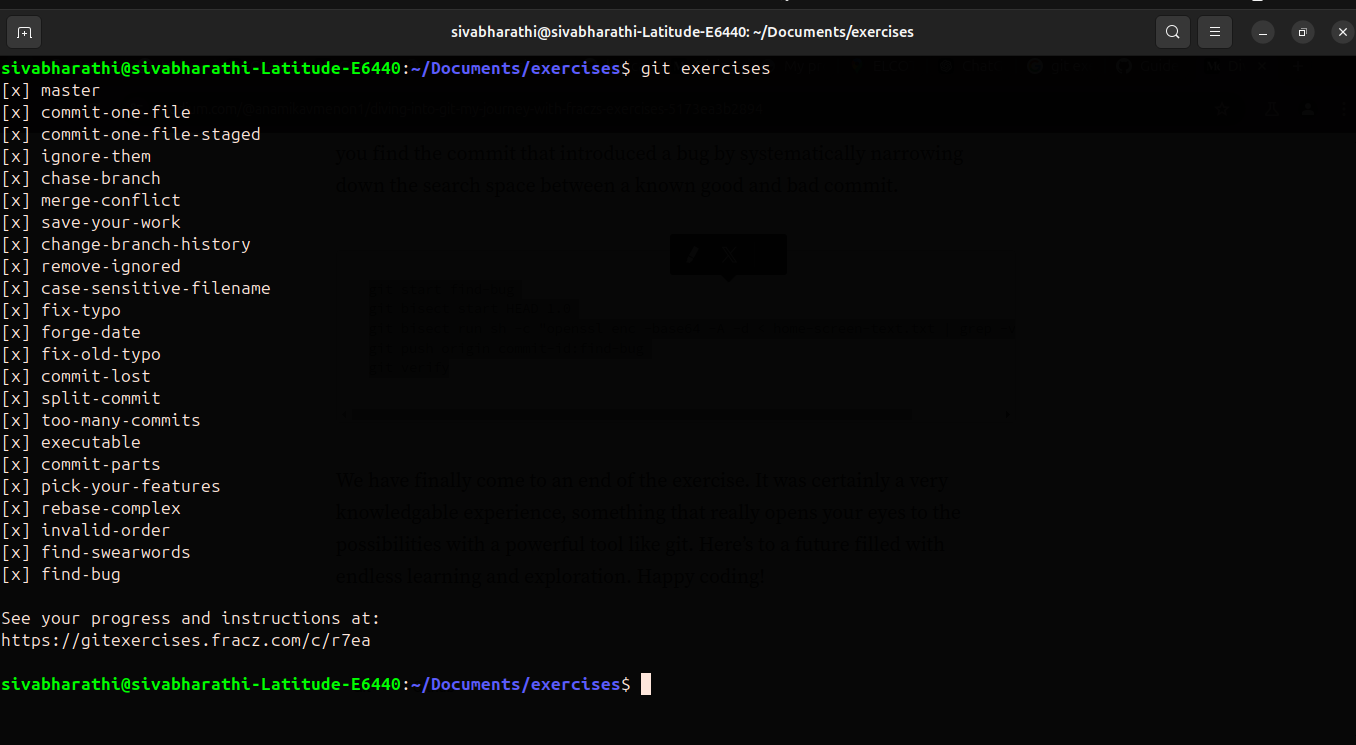 sivabharathi@sivabharathi-Latitude-E6440: ~/Documents/exercises
sivabharathi@sivabharathi-Latitude-E6440:~/Documents/exercises$ git exercises
[x] master
[x] commit-one-file
[x] commit-one-file-staged
[x] ignore-them
[x] chase-branch
[x] merge-conflict
[x] save-your-work
[x] change-branch-history
[x] remove-ignored
[x] case-sensitive-filename
[x] fix-typo
[x] forge-date
[x] fix-old-typo
[x] commit-lost
[x] split-commit
[x] too-many-commits
[x] executable
[x] commit-parts
[x] pick-your-features
[x] rebase-complex
[x] invalid-order
[x] find-swearwords
[x] find-bug
See your progress and instructions at:
https://gitexercises.fracz.com/c/r7ea
sivabharathi@sivabharathi-Latitude-E6440:~/Documents/exercises$
you find the commit that introduced a bug by systematically narrowing
down the search space between a known good and bad commit.
We have finally come to an end of the exercise. It was certainly a very
knowledgable experience, something that really opens your eyes to the
possibilities with a powerful tool like git. Here's to a future filled with
endless learning and exploration. Happy coding!